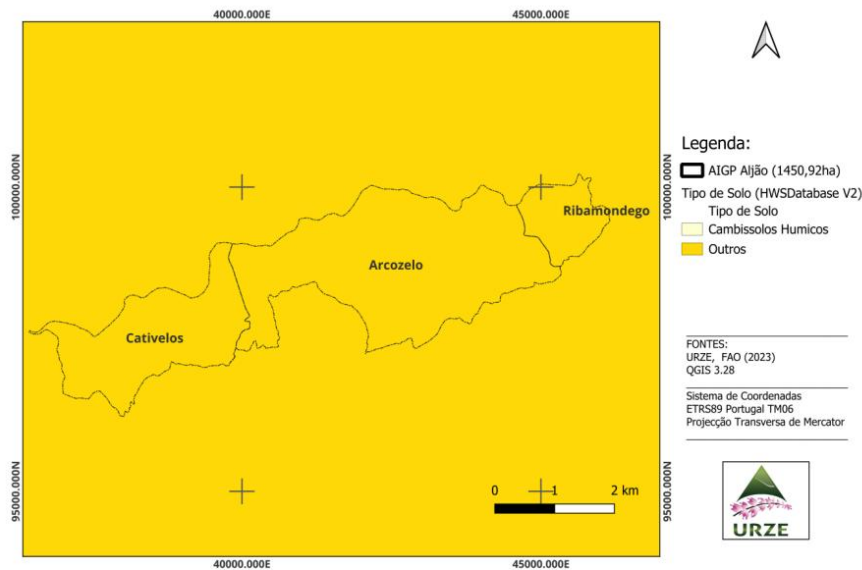 40000.000E 45000.000E
100000.000N
100000.000N
Ribamondego
Arcozelo
Cativelos
95000.000N
95000.000N
0 1 2 km
40000.000E 45000.000E
Legenda:
AIGP Aljão (1450,92ha)
Tipo de Solo (HWSDatabase V2)
Tipo de Solo
Cambissolos Humicos
Outros
FONTES:
URZE, FAO (2023)
QGIS 3.28
Sistema de Coordenadas
ETRS89 Portugal TM06
Projecção Transversa de Mercator
URZE